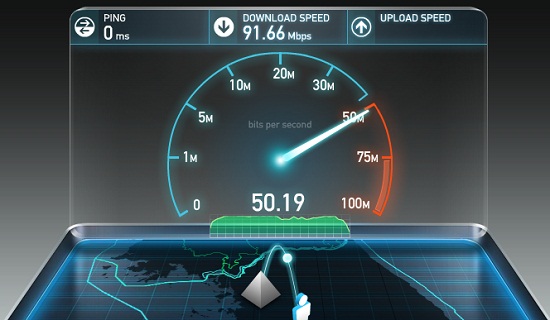 PING
0 ms
DOWNLOAD SPEED
91.66 Mbps
UPLOAD SPEED
20M
10M
30M
5M
50M
bits per second
1M
75M
0
50.19
100M